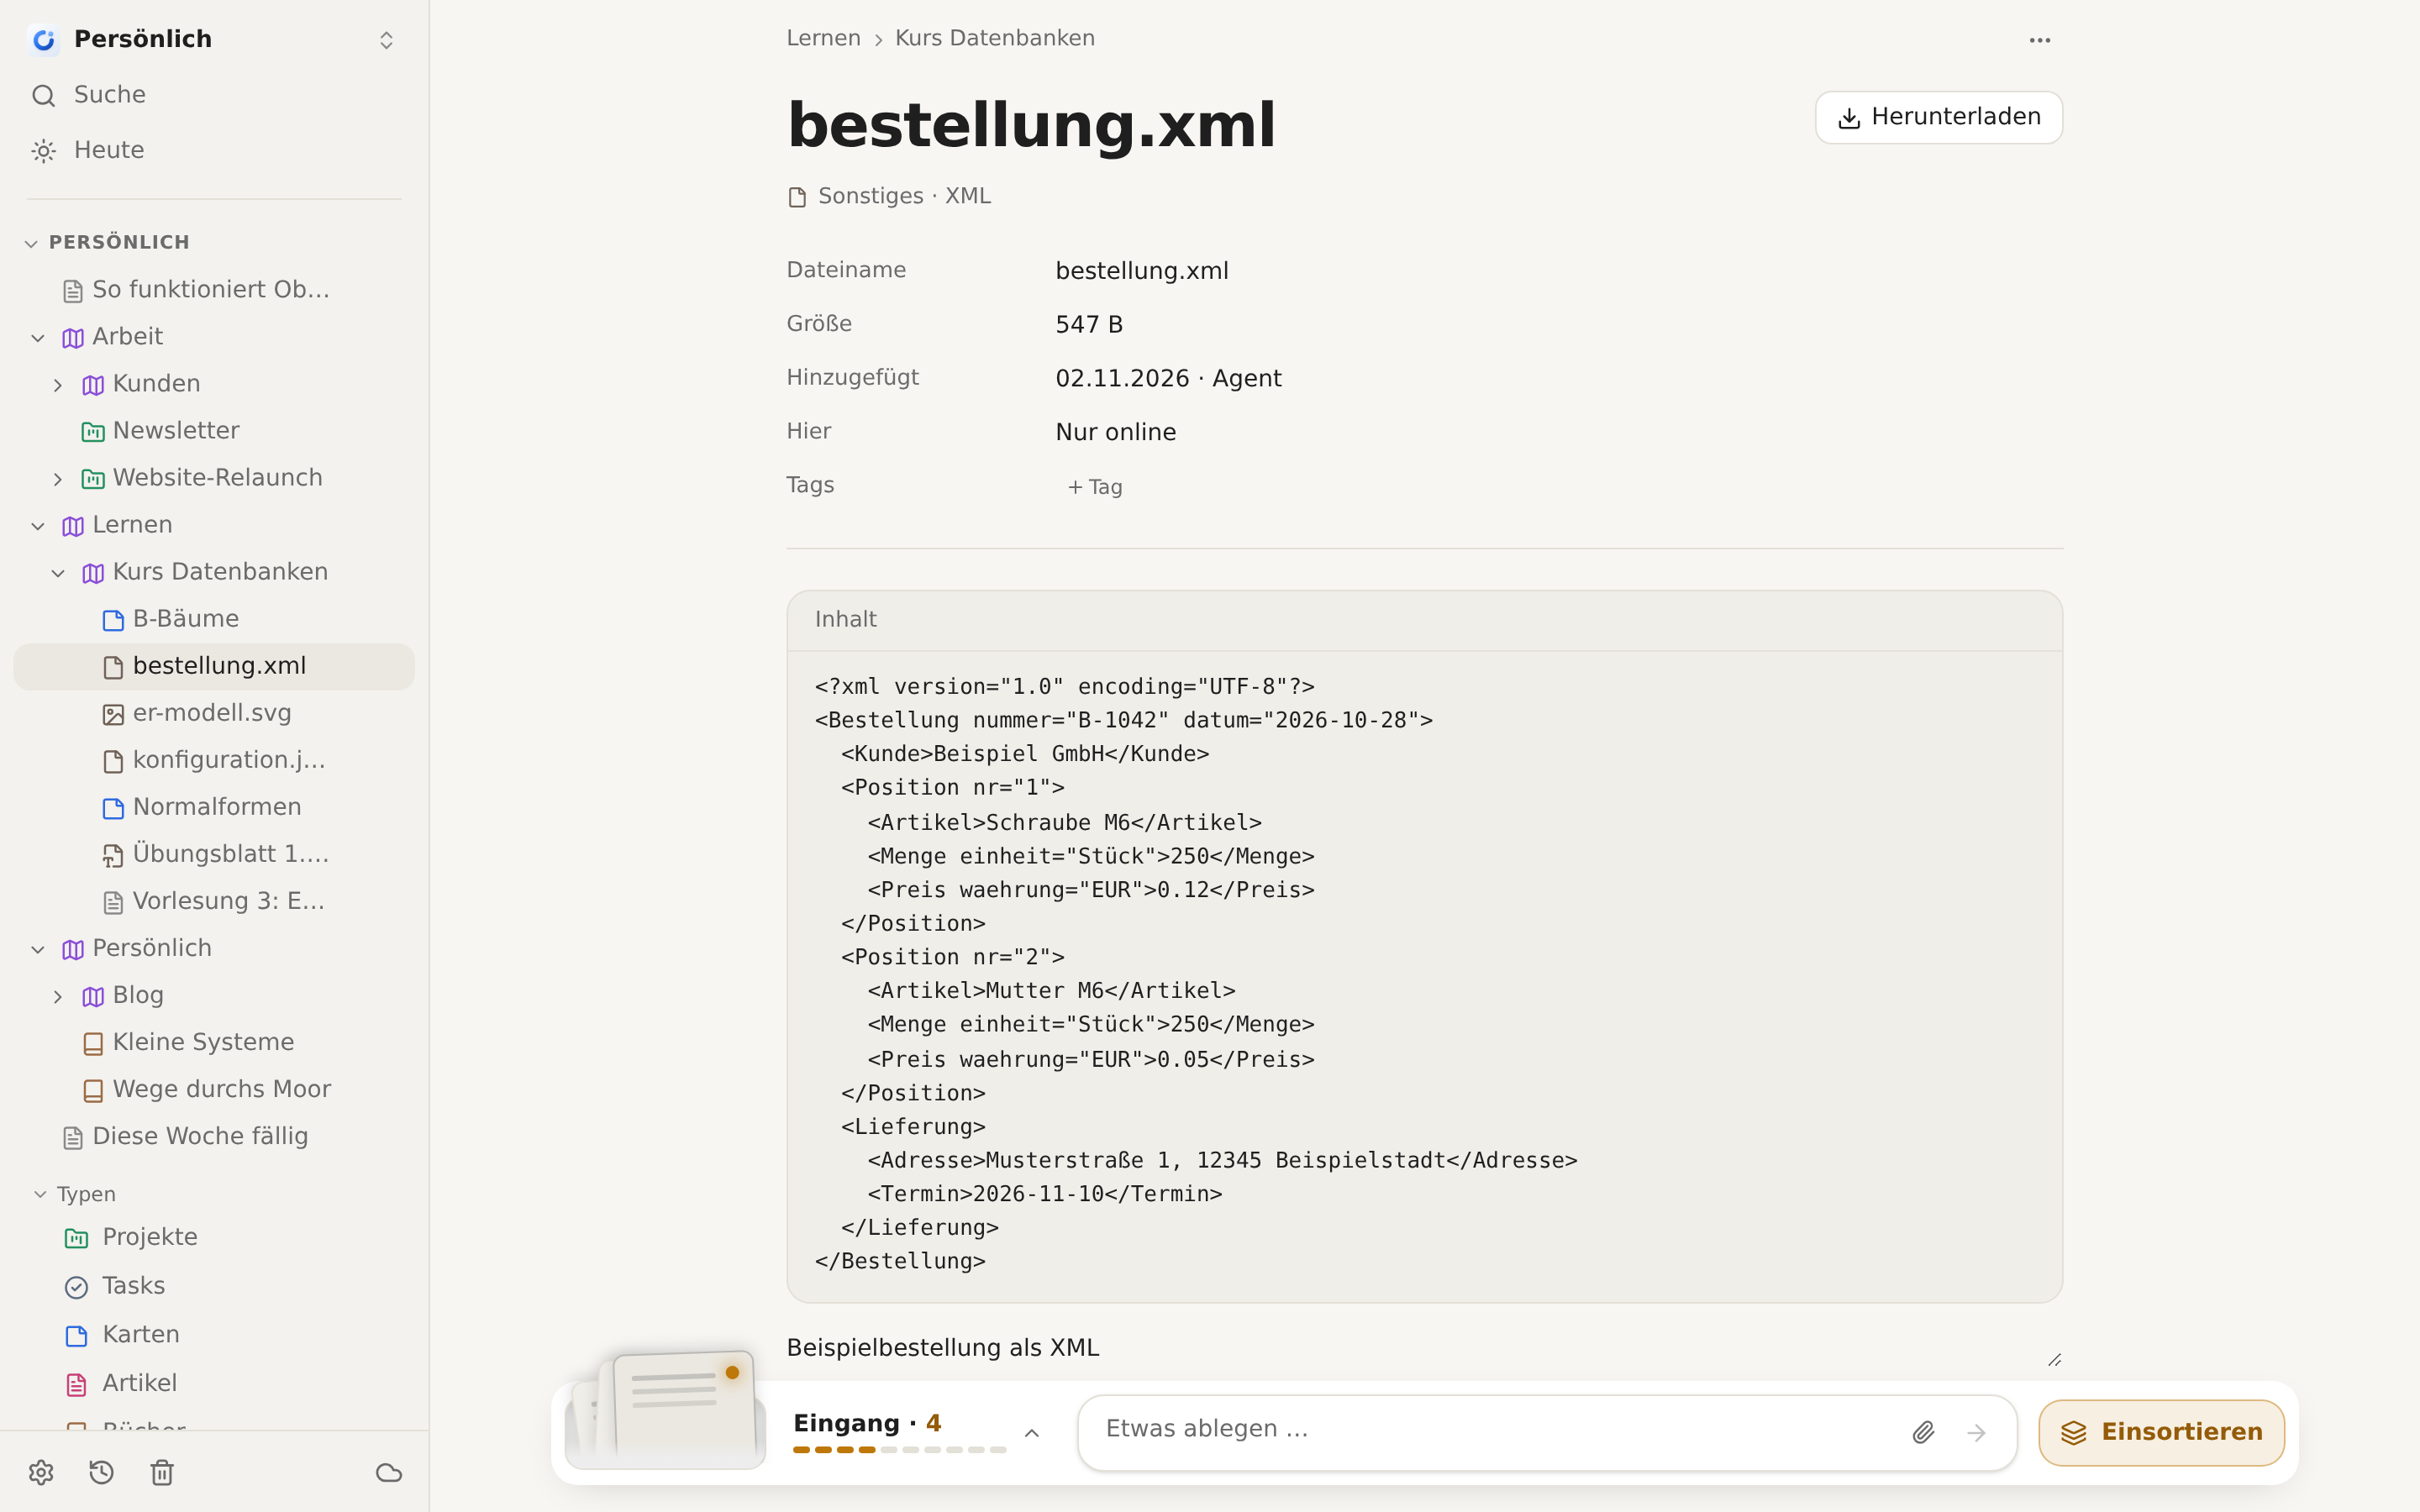 Persönlich
Suche
Heute
PERSÖNLICH
So funktioniert Ob…
Arbeit
Kunden
Newsletter
Website-Relaunch
Lernen
Kurs Datenbanken
B-Bäume
bestellung.xml
er-modell.svg
konfiguration.j…
Normalformen
Übungsblatt 1.…
Vorlesung 3: E…
Persönlich
Blog
Kleine Systeme
Wege durchs Moor
Diese Woche fällig
Typen
Projekte
Tasks
Karten
Artikel
Bücher
Lernen > Kurs Datenbanken
bestellung.xml
Herunterladen
Sonstiges · XML
Dateiname bestellung.xml
Größe 547 B
Hinzugefügt 02.11.2026 · Agent
Hier Nur online
Tags + Tag
Inhalt
<?xml version="1.0" encoding="UTF-8"?>
<Bestellung nummer="B-1042" datum="2026-10-28">
  <Kunde>Beispiel GmbH</Kunde>
  <Position nr="1">
    <Artikel>Schraube M6</Artikel>
    <Menge einheit="Stück">250</Menge>
    <Preis waehrung="EUR">0.12</Preis>
  </Position>
  <Position nr="2">
    <Artikel>Mutter M6</Artikel>
    <Menge einheit="Stück">250</Menge>
    <Preis waehrung="EUR">0.05</Preis>
  </Position>
  <Lieferung>
    <Adresse>Musterstraße 1, 12345 Beispielstadt</Adresse>
    <Termin>2026-11-10</Termin>
  </Lieferung>
</Bestellung>
Beispielbestellung als XML
Eingang · 4
Etwas ablegen …
Einsortieren